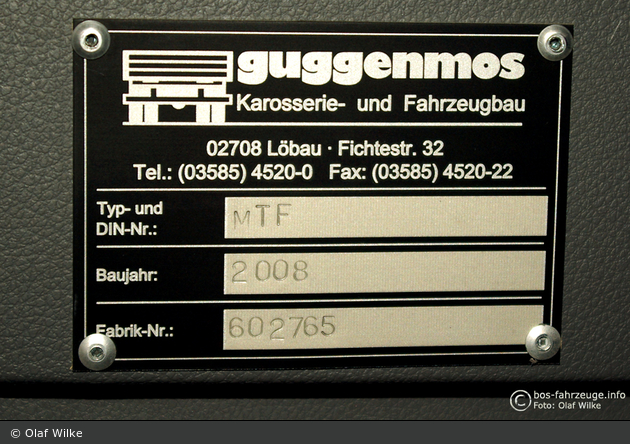 guggenmos
Karosserie- und Fahrzeugbau
02708 Löbau · Fichtestr. 32
Tel.: (03585) 4520-0 Fax: (03585) 4520-22
Typ- und
DIN-Nr.:
MTF
Baujahr:
2008
Fabrik-Nr.:
602765
© bos-fahrzeuge.info
Foto: Olaf Wilke
© Olaf Wilke